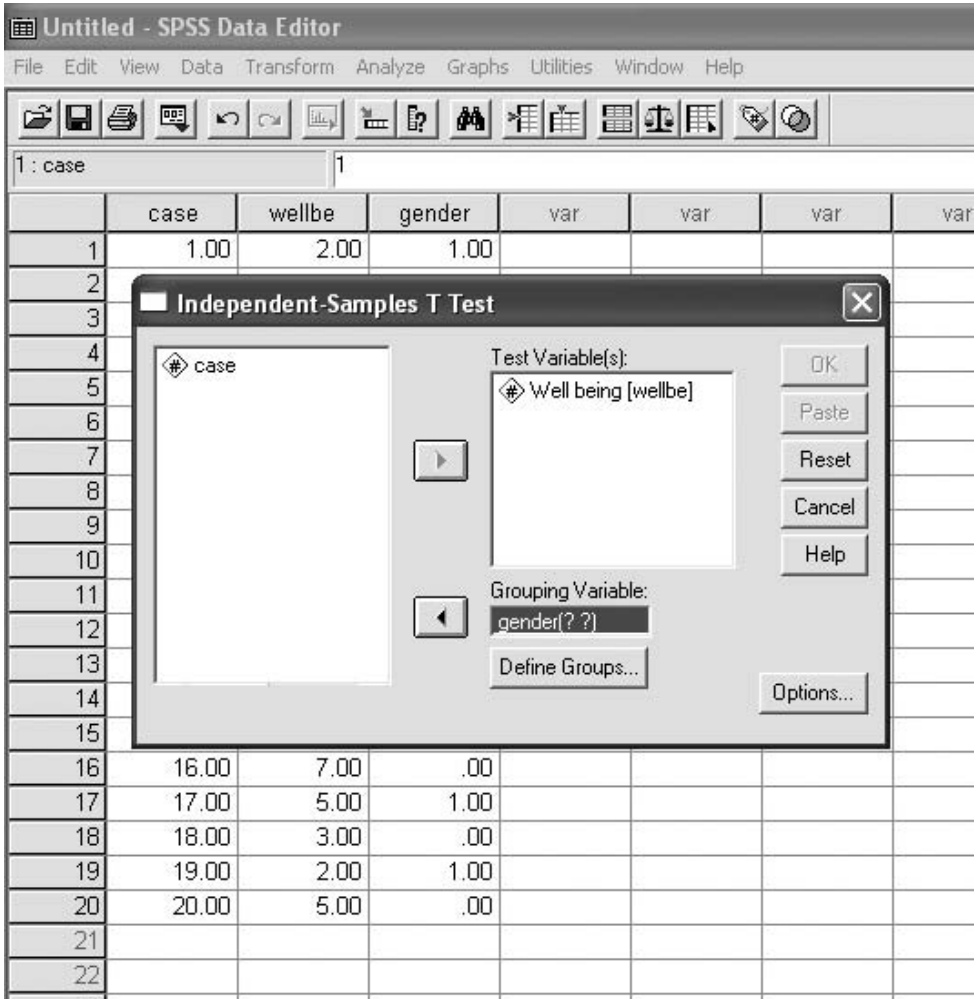 Untitled - SPSS Data Editor
File Edit View Data Transform Analyze Graphs Utilities Window Help
1 : case 1
case wellbe gender var var var var
1 1.00 2.00 1.00
2
Independent-Samples T Test
3
4 case Test Variable(s): OK
5 Well being [wellbe]
6 Paste
7 Reset
8
9 Cancel
10 Help
11 Grouping Variable:
12 gender(? ?)
13 Define Groups...
14 Options...
15
16 16.00 7.00 .00
17 17.00 5.00 1.00
18 18.00 3.00 .00
19 19.00 2.00 1.00
20 20.00 5.00 .00
21
22